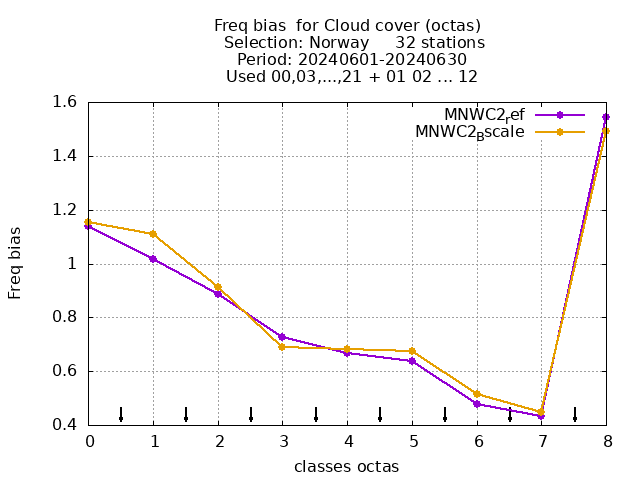 Freq bias  for Cloud cover (octas)
Selection: Norway     32 stations
Period: 20240601-20240630
Used 00,03,...,21 + 01 02 ... 12
MNWC2_ref
MNWC2_Bscale
1.6
1.4
1.2
1
0.8
0.6
0.4
Freq bias
0 1 2 3 4 5 6 7 8
classes octas